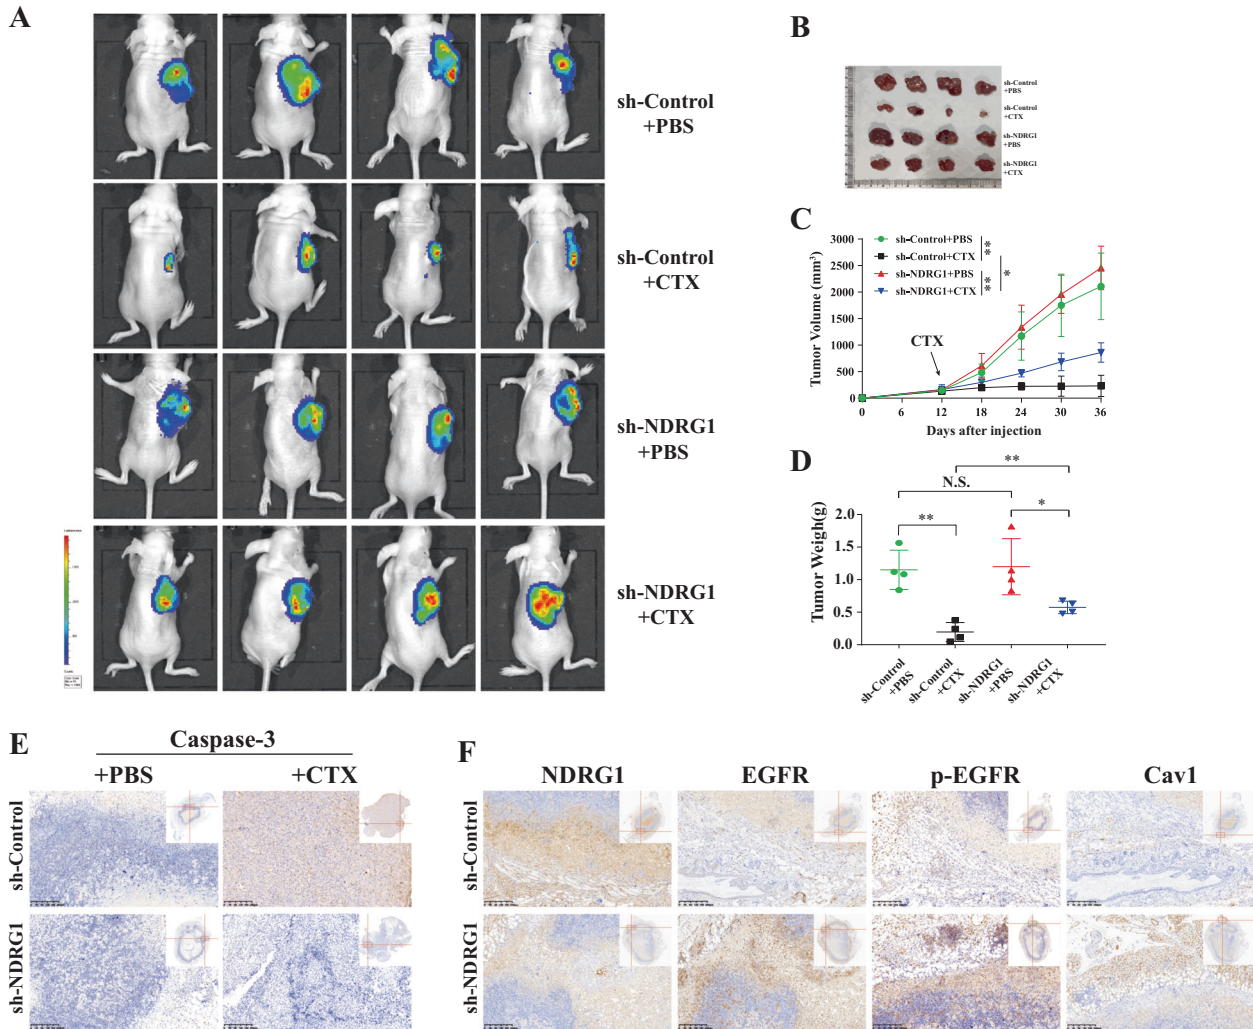 A
sh-Control
+PBS
sh-Control
+CTX
sh-NDRG1
+PBS
sh-NDRG1
+CTX
B
sh-Control
+PBS
sh-Control
+CTX
sh-NDRG1
+PBS
sh-NDRG1
+CTX
C
sh-Control+PBS
sh-Control+CTX
sh-NDRG1+PBS
sh-NDRG1+CTX
**
**
*
Tumor Volume (mm³)
3000
2500
2000
1500
1000
500
0
CTX
0 6 12 18 24 30 36
Days after injection
D
**
N.S.
**
*
Tumor Weigh(g)
2.0
1.5
1.0
0.5
0.0
sh-Control
+PBS
sh-Control
+CTX
sh-NDRG1
+PBS
sh-NDRG1
+CTX
E
Caspase-3
+PBS +CTX
sh-Control
sh-NDRG1
F
NDRG1 EGFR p-EGFR Cav1
sh-Control
sh-NDRG1